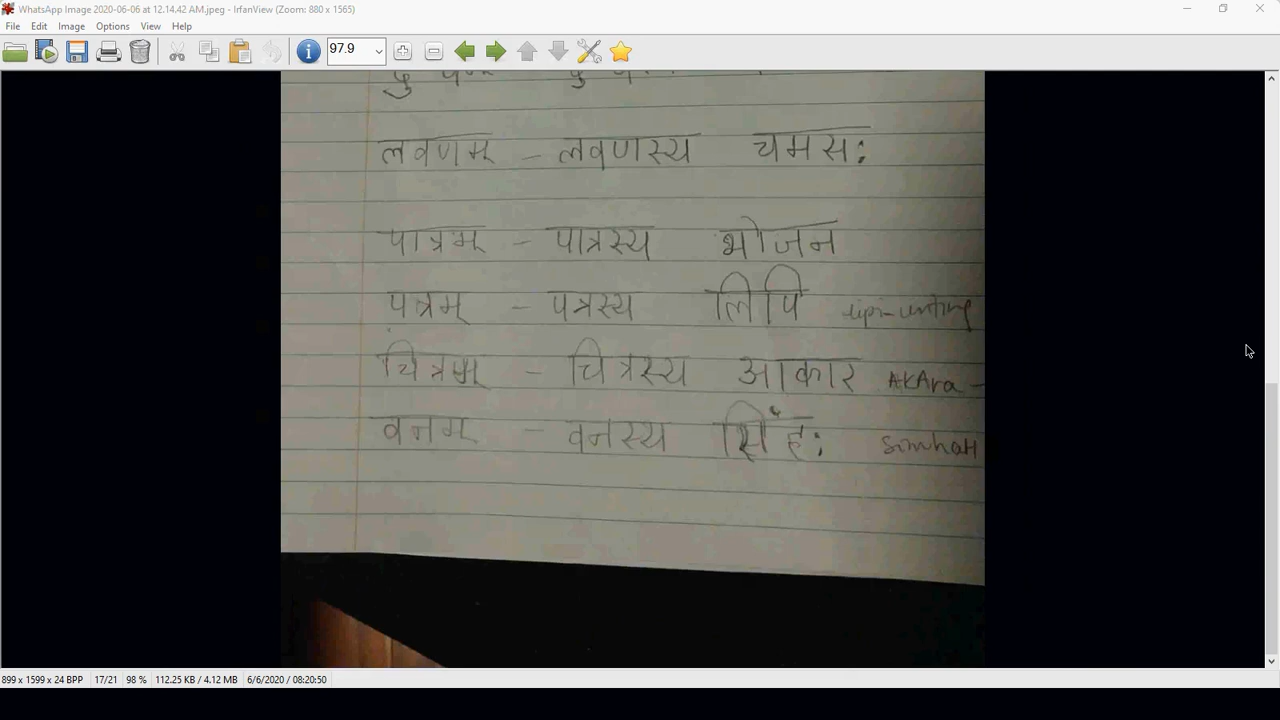 WhatsApp Image 2020-06-06 at 12.14.42 AM.jpeg - IrfanView (Zoom: 880 x 1565)
File Edit Image Options View Help
97.9
लवणम् - लवणस्य चमसः
पात्रम् - पात्रस्य भोजन
पत्रम् - पत्रस्य लिपि lipi-writing
चित्रम् - चित्रस्य आकार AKAra -
वनम् - वनस्य सिँहः simhaH
899 x 1599 x 24 BPP 17/21 98 % 112.25 KB / 4.12 MB 6/6/2020 / 08:20:50